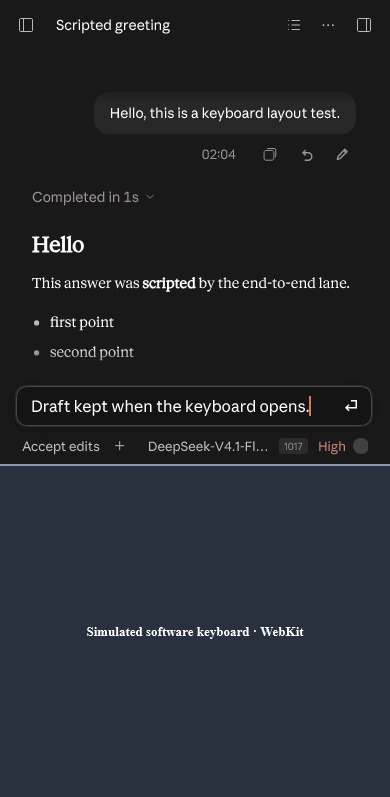 Scripted greeting
Hello, this is a keyboard layout test.
02:04
Completed in 1s
Hello
This answer was scripted by the end-to-end lane.
first point
second point
Draft kept when the keyboard opens.
Accept edits + DeepSeek-V4.1-Fl... 1017 High
Simulated software keyboard · WebKit